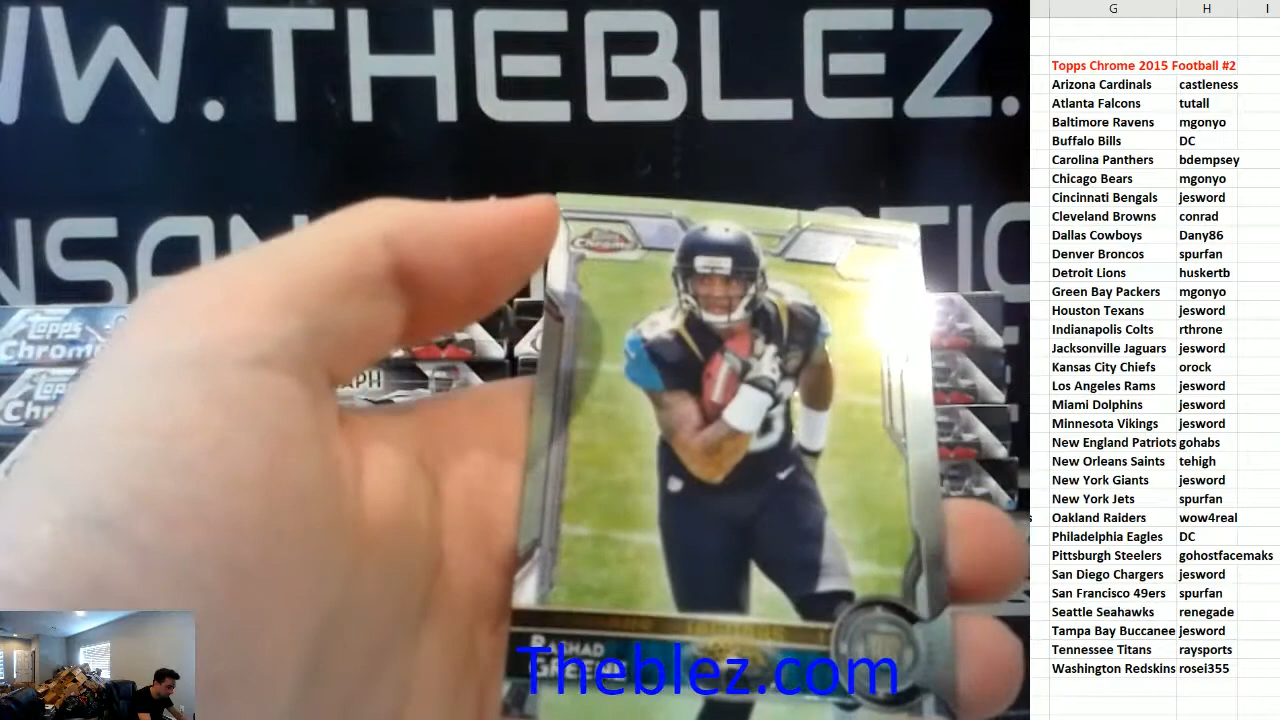 WW.THEBLEZ.
Topps
Chrome
Chrome
RASHAD
Theblez.com
G H I
Topps Chrome 2015 Football #2
Arizona Cardinals castleness
Atlanta Falcons tutall
Baltimore Ravens mgonyo
Buffalo Bills DC
Carolina Panthers bdempsey
Chicago Bears mgonyo
Cincinnati Bengals jesword
Cleveland Browns conrad
Dallas Cowboys Dany86
Denver Broncos spurfan
Detroit Lions huskertb
Green Bay Packers mgonyo
Houston Texans jesword
Indianapolis Colts rthrone
Jacksonville Jaguars jesword
Kansas City Chiefs orock
Los Angeles Rams jesword
Miami Dolphins jesword
Minnesota Vikings jesword
New England Patriots gohabs
New Orleans Saints tehigh
New York Giants jesword
New York Jets spurfan
Oakland Raiders wow4real
Philadelphia Eagles DC
Pittsburgh Steelers gohostfacemaks
San Diego Chargers jesword
San Francisco 49ers spurfan
Seattle Seahawks renegade
Tampa Bay Buccanee jesword
Tennessee Titans raysports
Washington Redskins rosei355